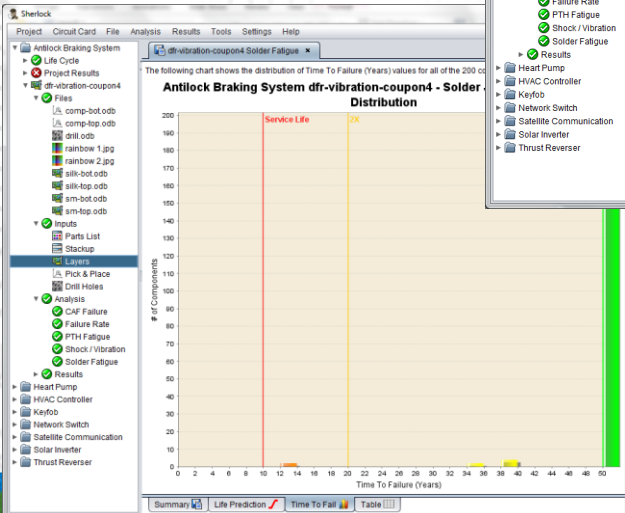 Sherlock
Project Circuit Card File Analysis Results Tools Settings Help
Antilock Braking System
Life Cycle
Project Results
dfr-vibration-coupon4
Files
comp-bot.odb
comp-top.odb
drill.odb
rainbow 1.jpg
rainbow 2.jpg
silk-bot.odb
silk-top.odb
sm-bot.odb
sm-top.odb
Inputs
Parts List
Stackup
Layers
Pick & Place
Drill Holes
Analysis
CAF Failure
Failure Rate
PTH Fatigue
Shock / Vibration
Solder Fatigue
Results
Heart Pump
HVAC Controller
Keyfob
Network Switch
Satellite Communication
Solar Inverter
Thrust Reverser
dfr-vibration-coupon4 Solder Fatigue ×
The following chart shows the distribution of Time To Failure (Years) values for all of the 200 co
Antilock Braking System dfr-vibration-coupon4 - Solder
Distribution
Service Life
2X
200
190
180
170
160
150
140
130
120
110
100
90
80
70
60
50
40
30
20
10
0
# of Components
0 2 4 6 8 10 12 14 16 18 20 22 24 26 28 30 32 34 36 38 40 42 44 46 48 50
Time To Failure (Years)
Summary Life Prediction Time To Fail Table
Failure Rate
PTH Fatigue
Shock / Vibration
Solder Fatigue
Results
Heart Pump
HVAC Controller
Keyfob
Network Switch
Satellite Communication
Solar Inverter
Thrust Reverser